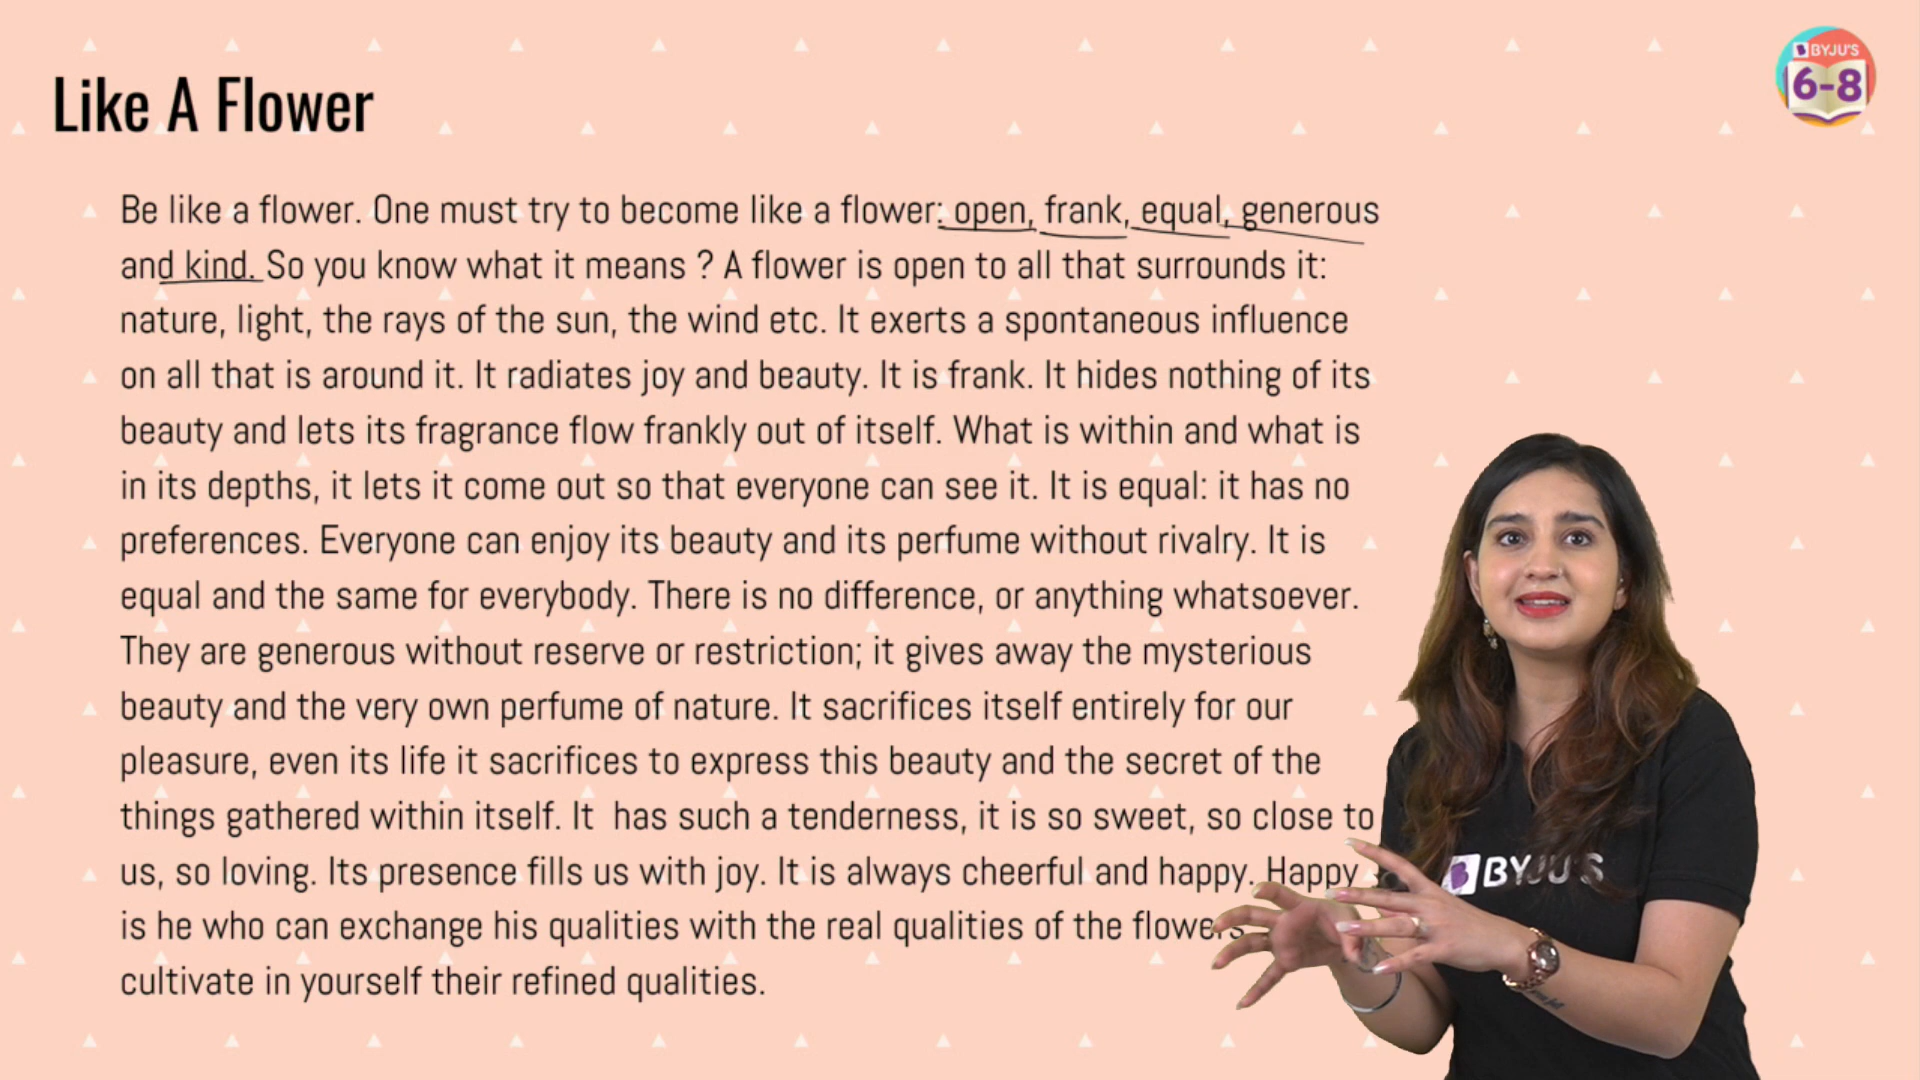 BYJU'S
6-8
Like A Flower
Be like a flower. One must try to become like a flower: open, frank, equal, generous
and kind. So you know what it means ? A flower is open to all that surrounds it:
nature, light, the rays of the sun, the wind etc. It exerts a spontaneous influence
on all that is around it. It radiates joy and beauty. It is frank. It hides nothing of its
beauty and lets its fragrance flow frankly out of itself. What is within and what is
in its depths, it lets it come out so that everyone can see it. It is equal: it has no
preferences. Everyone can enjoy its beauty and its perfume without rivalry. It is
equal and the same for everybody. There is no difference, or anything whatsoever.
They are generous without reserve or restriction; it gives away the mysterious
beauty and the very own perfume of nature. It sacrifices itself entirely for our
pleasure, even its life it sacrifices to express this beauty and the secret of the
things gathered within itself. It has such a tenderness, it is so sweet, so close to
us, so loving. Its presence fills us with joy. It is always cheerful and happy. Happy
is he who can exchange his qualities with the real qualities of the flowers
cultivate in yourself their refined qualities.
BYJU'S